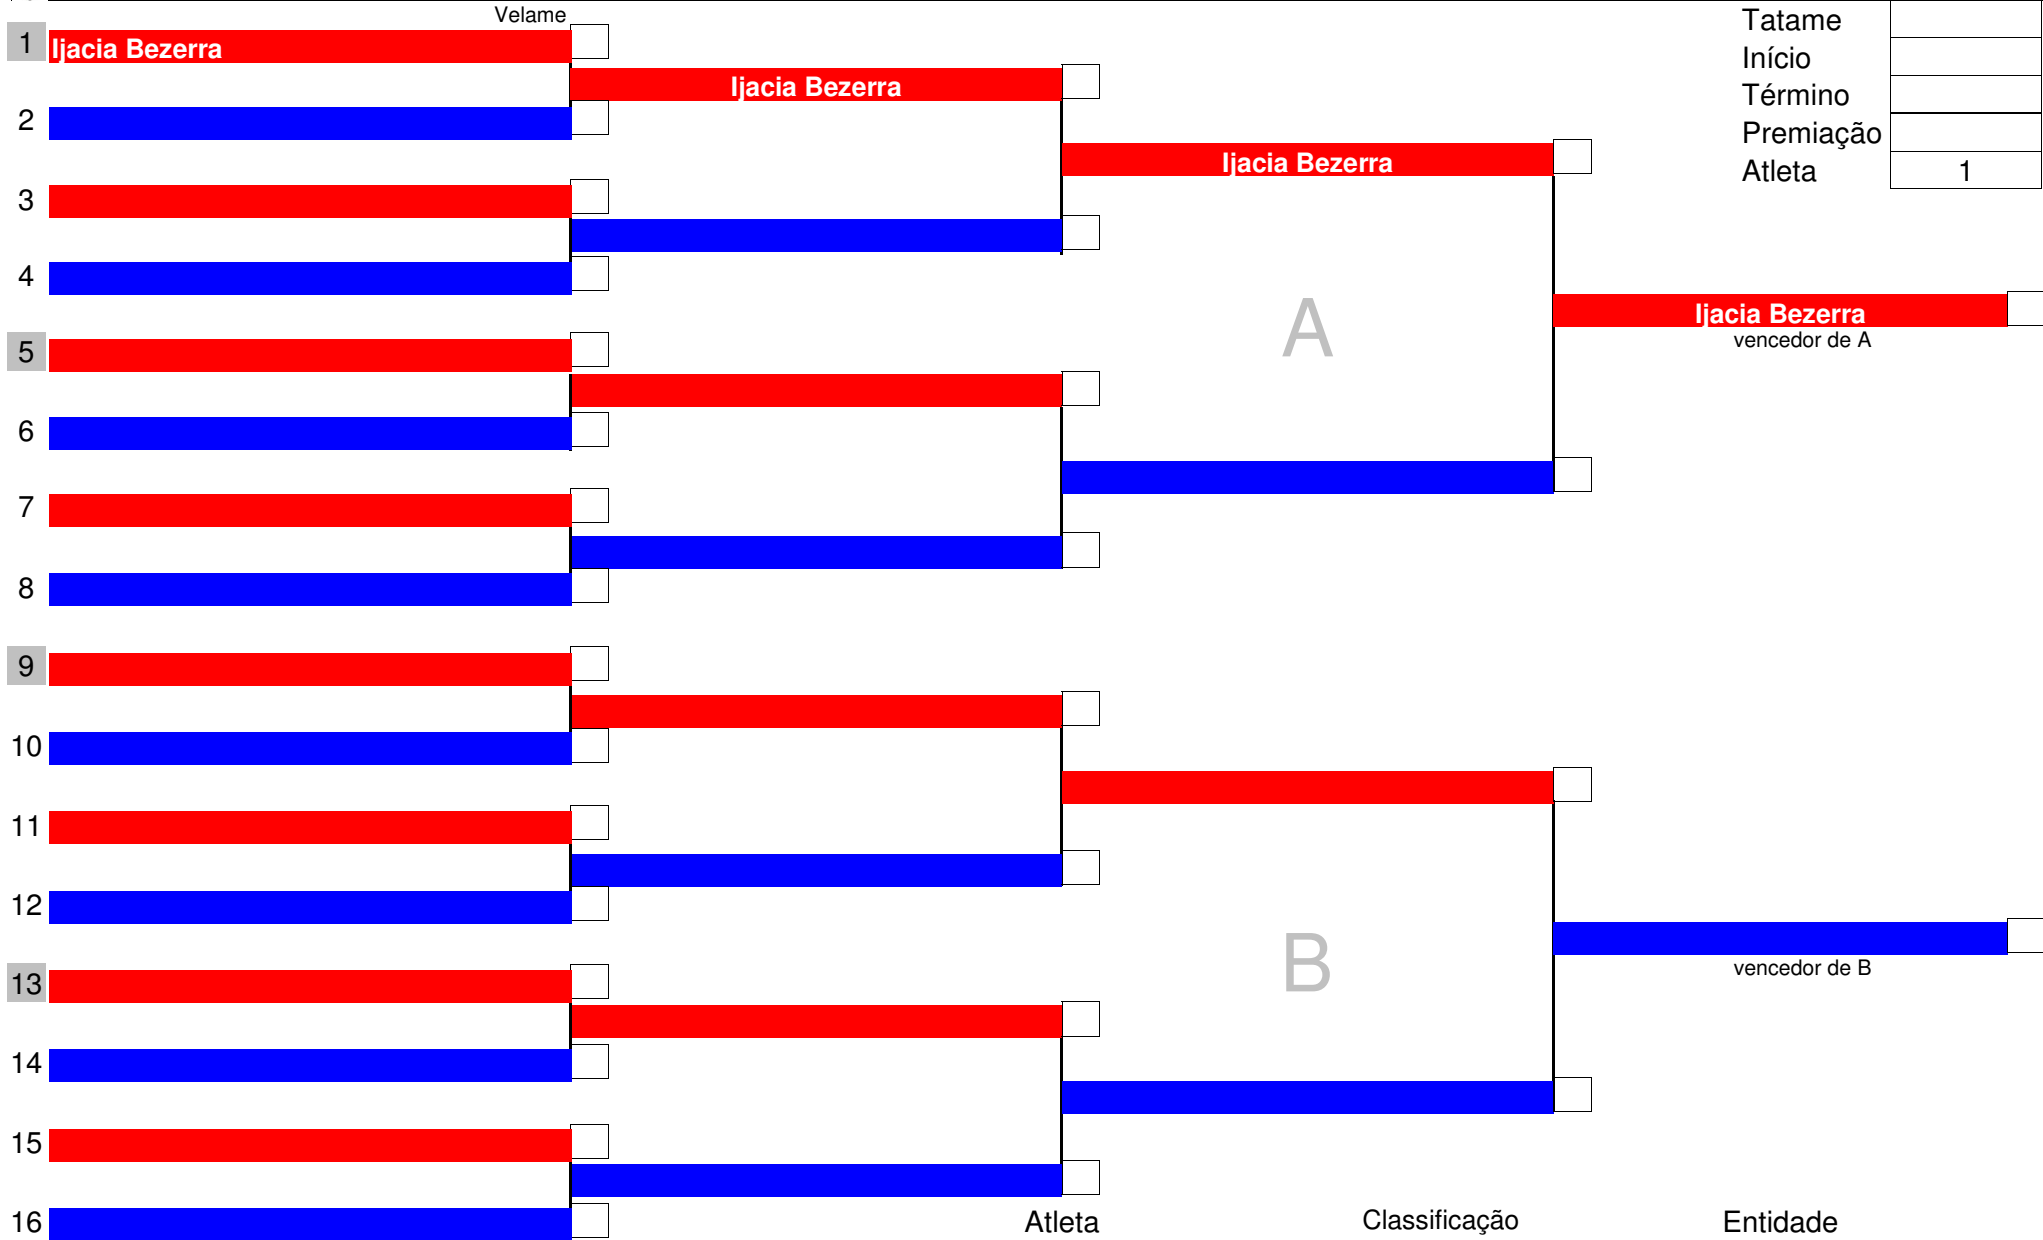 Velame
1 Ijacia Bezerra
Ijacia Bezerra
2
Ijacia Bezerra
3
4
Ijacia Bezerra
vencedor de A
A
5
6
7
8
9
10
11
12
B
vencedor de B
13
14
15
16
Tatame
Início
Término
Premiação
Atleta 1
Atleta Classificação Entidade